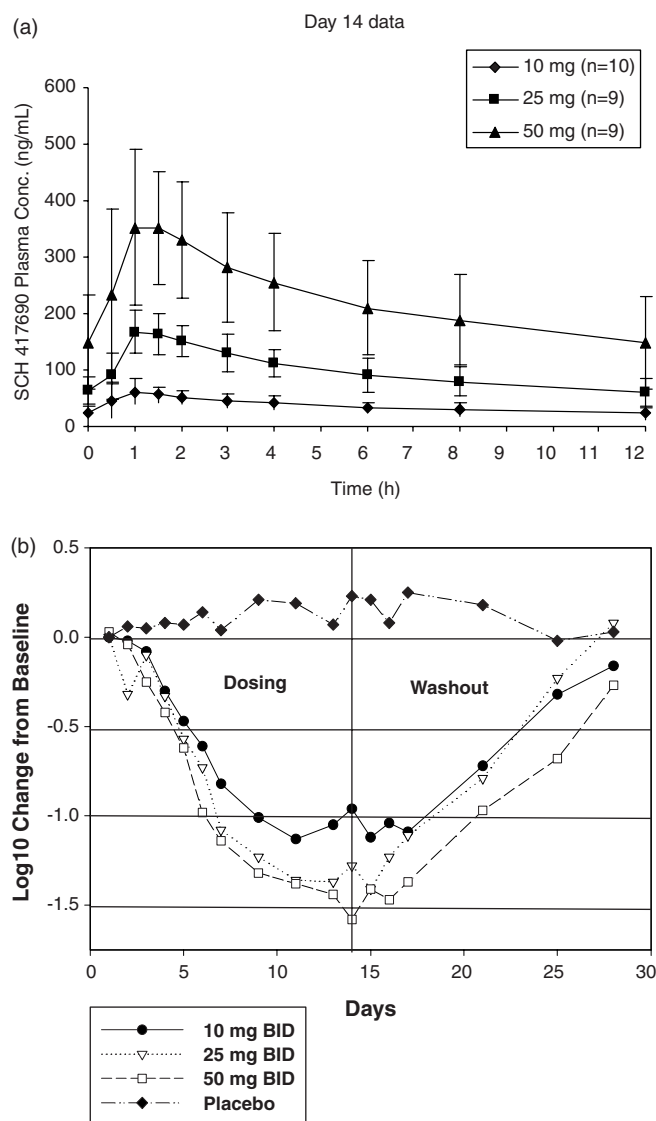 (a)
Day 14 data
10 mg (n=10)
25 mg (n=9)
50 mg (n=9)
SCH 417690 Plasma Conc. (ng/mL)
600
500
400
300
200
100
0
0 1 2 3 4 5 6 7 8 9 10 11 12
Time (h)
(b)
Log10 Change from Baseline
0.5
0.0
-0.5
-1.0
-1.5
Dosing
Washout
0 5 10 15 20 25 30
Days
10 mg BID
25 mg BID
50 mg BID
Placebo